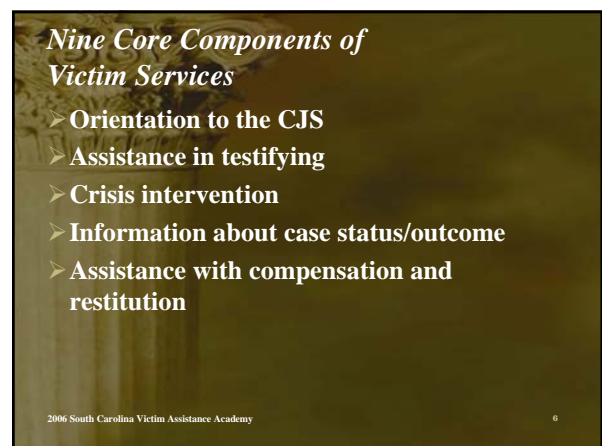 Nine Core Components of
Victim Services
➢Orientation to the CJS
➢Assistance in testifying
➢Crisis intervention
➢Information about case status/outcome
➢Assistance with compensation and
restitution
2006 South Carolina Victim Assistance Academy 6